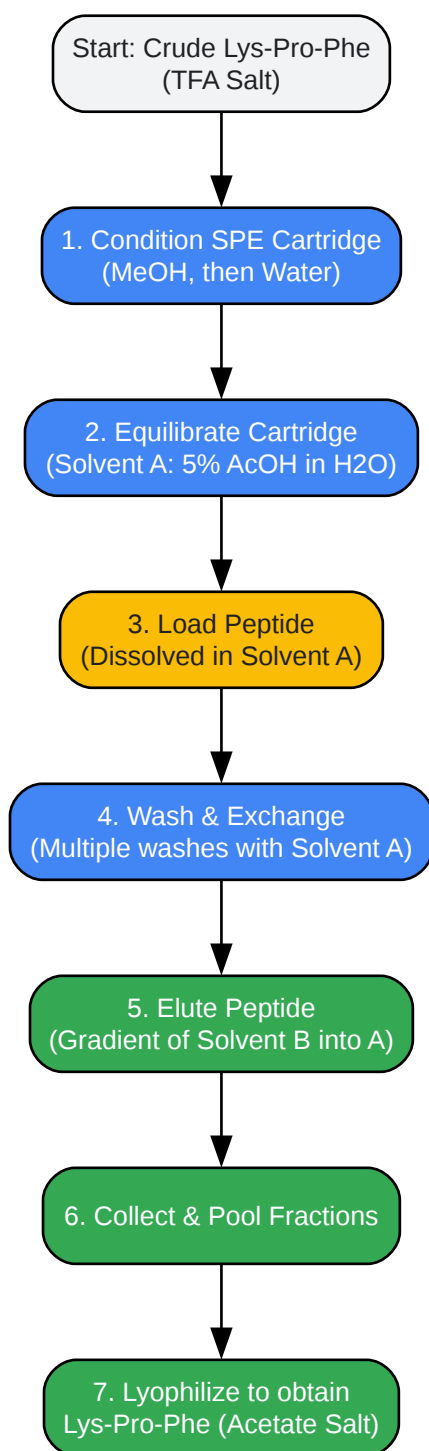 Start: Crude Lys-Pro-Phe
(TFA Salt)
1. Condition SPE Cartridge
(MeOH, then Water)
2. Equilibrate Cartridge
(Solvent A: 5% AcOH in H2O)
3. Load Peptide
(Dissolved in Solvent A)
4. Wash & Exchange
(Multiple washes with Solvent A)
5. Elute Peptide
(Gradient of Solvent B into A)
6. Collect & Pool Fractions
7. Lyophilize to obtain
Lys-Pro-Phe (Acetate Salt)